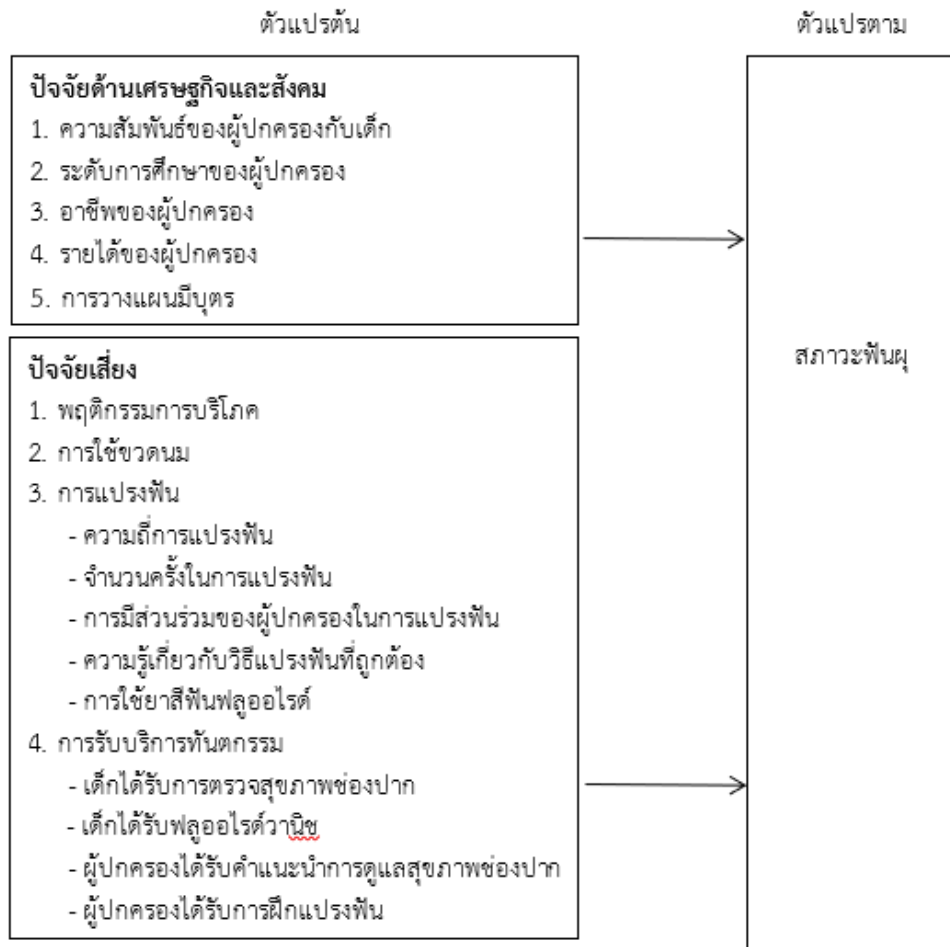 ตัวแปรต้น
ตัวแปรตาม
ปัจจัยด้านเศรษฐกิจและสังคม
1. ความสัมพันธ์ของผู้ปกครองกับเด็ก
2. ระดับการศึกษาของผู้ปกครอง
3. อาชีพของผู้ปกครอง
4. รายได้ของผู้ปกครอง
5. การวางแผนมีบุตร
ปัจจัยเสี่ยง
1. พฤติกรรมการบริโภค
2. การใช้ขวดนม
3. การแปรงฟัน
- ความถี่การแปรงฟัน
- จำนวนครั้งในการแปรงฟัน
- การมีส่วนร่วมของผู้ปกครองในการแปรงฟัน
- ความรู้เกี่ยวกับวิธีแปรงฟันที่ถูกต้อง
- การใช้ยาสีฟันฟลูออไรด์
4. การรับบริการทันตกรรม
- เด็กได้รับการตรวจสุขภาพช่องปาก
- เด็กได้รับฟลูออไรด์วานิช
- ผู้ปกครองได้รับคำแนะนำการดูแลสุขภาพช่องปาก
- ผู้ปกครองได้รับการฝึกแปรงฟัน
สภาวะฟันผุ